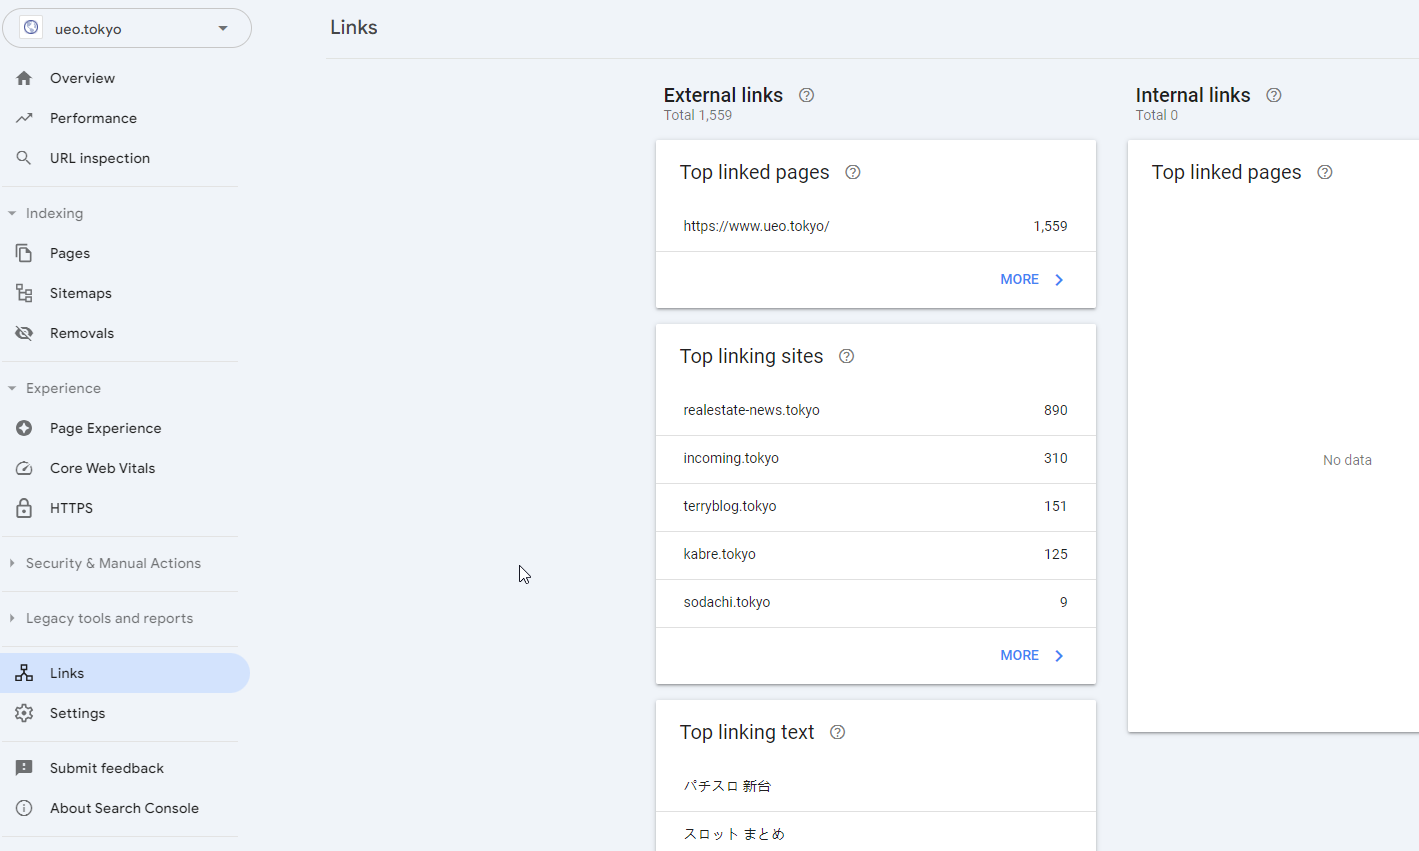 ueo.tokyo
Overview
Performance
URL inspection
Indexing
Pages
Sitemaps
Removals
Experience
Page Experience
Core Web Vitals
HTTPS
Security & Manual Actions
Legacy tools and reports
Links
Settings
Submit feedback
About Search Console
Links
External links
Total 1,559
Top linked pages
https://www.ueo.tokyo/ 1,559
MORE
Top linking sites
realestate-news.tokyo 890
incoming.tokyo 310
terryblog.tokyo 151
kabre.tokyo 125
sodachi.tokyo 9
MORE
Top linking text
パチスロ 新台
スロット まとめ
Internal links
Total 0
Top linked pages
No data